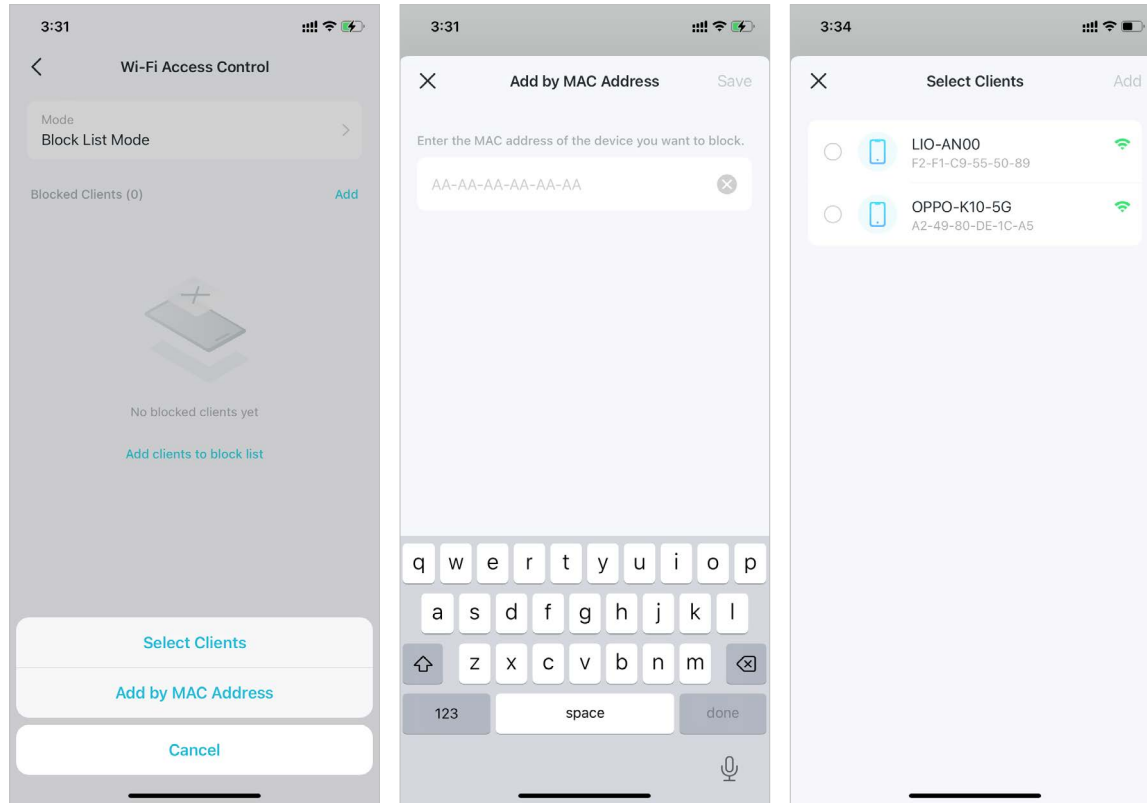 3:31
Wi-Fi Access Control
Mode
Block List Mode
Blocked Clients (0)
Add
No blocked clients yet
Add clients to block list
Select Clients
Add by MAC Address
Cancel
3:31
Add by MAC Address
Save
Enter the MAC address of the device you want to block.
AA-AA-AA-AA-AA-AA
q w e r t y u i o p
a s d f g h j k l
z x c v b n m
123
space
done
3:34
Select Clients
Add
LIO-AN00
F2-F1-C9-55-50-89
OPPO-K10-5G
A2-49-80-DE-1C-A5